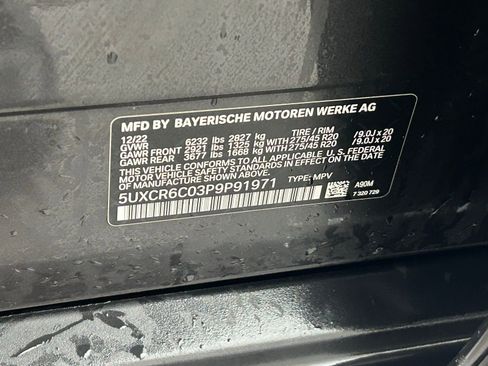 MFD BY BAYERISCHE MOTOREN WERKE AG
12/22 TIRE / RIM
GVWR 6232 lbs 2827 kg
GAWR FRONT 2921 lbs 1325 kg WITH 275/45 R20 /9.0J x 20
GAWR REAR 3677 lbs 1668 kg WITH 275/45 R20 /9.0J x 20
THIS VEHICLE CONFORMS TO ALL APPLICABLE U.S. FEDERAL
MOTOR VEHICLE SAFETY STANDARDS IN EFFECT ON THE DATE OF
MANUFACTURE SHOWN ABOVE.
5UXCR6C03P9P91971 TYPE: MPV
A90M
7 320 729